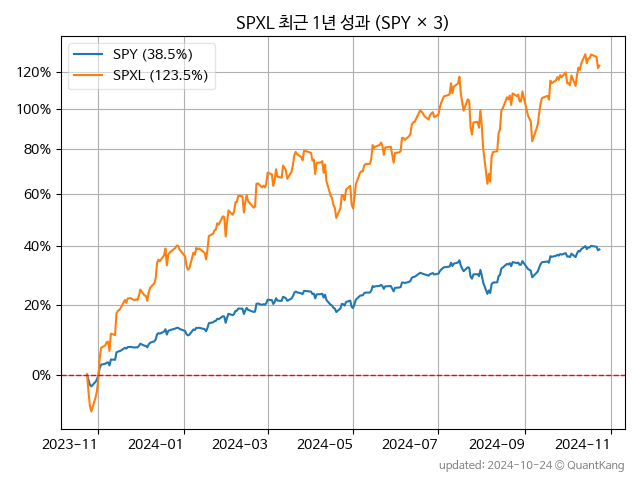 SPXL 최근 1년 성과 (SPY × 3)
SPY (38.5%)
SPXL (123.5%)
120%
100%
80%
60%
40%
20%
0%
2023−11 2024−01 2024−03 2024−05 2024−07 2024−09 2024−11
updated: 2024-10-24 © QuantKang